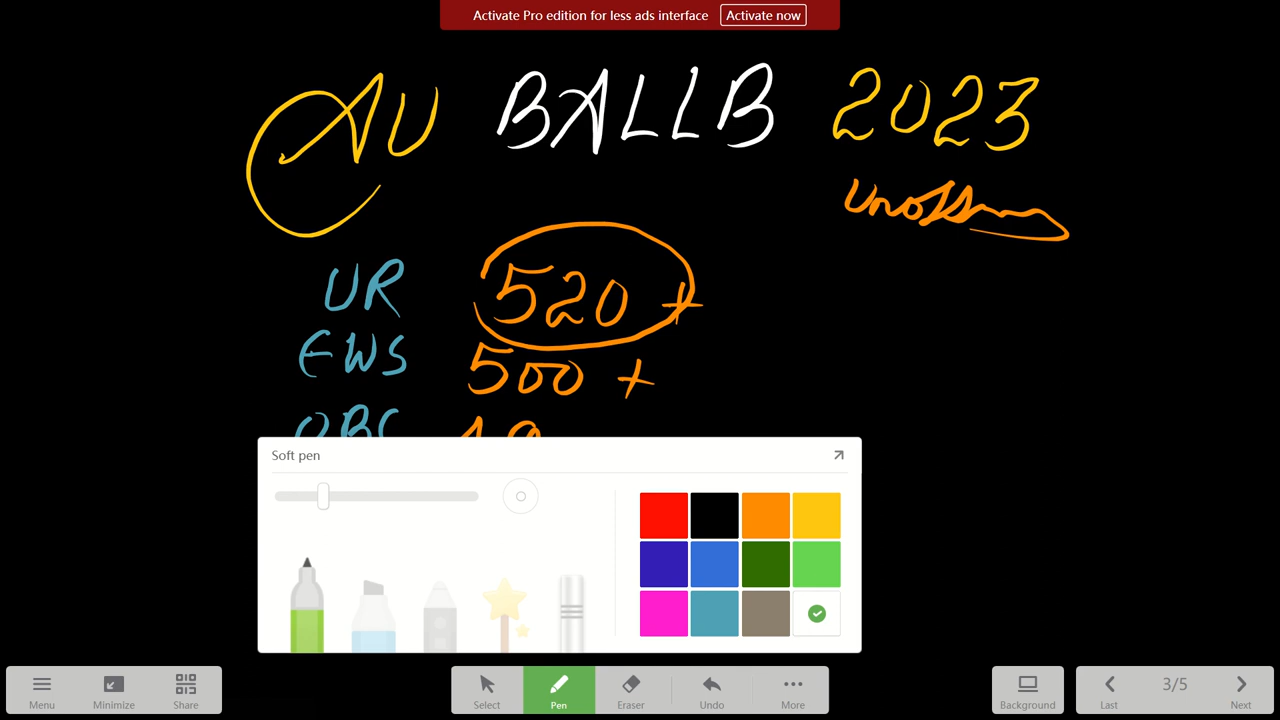 Activate Pro edition for less ads interface Activate now
AU BALLB 2023
UR 520 +
EWS 500 +
OBC
Soft pen
Menu Minimize Share Select Pen Eraser Undo More Background Last 3/5 Next